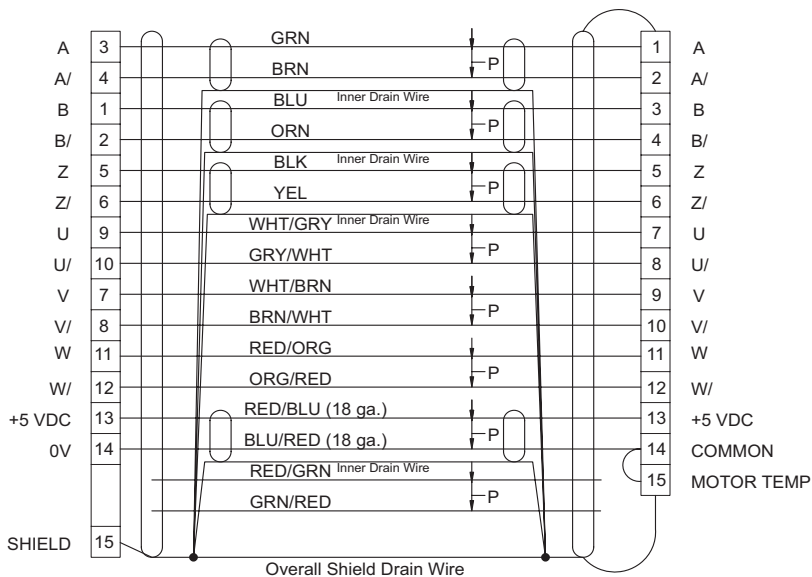 A 3 GRN P 1 A
A/ 4 BRN 2 A/
B 1 BLU Inner Drain Wire P 3 B
B/ 2 ORN 4 B/
Z 5 BLK Inner Drain Wire P 5 Z
Z/ 6 YEL 6 Z/
U 9 WHT/GRY Inner Drain Wire P 7 U
U/ 10 GRY/WHT 8 U/
V 7 WHT/BRN P 9 V
V/ 8 BRN/WHT 10 V/
W 11 RED/ORG P 11 W
W/ 12 ORG/RED 12 W/
+5 VDC 13 RED/BLU (18 ga.) P 13 +5 VDC
0V 14 BLU/RED (18 ga.) 14 COMMON
RED/GRN Inner Drain Wire P 15 MOTOR TEMP
GRN/RED
SHIELD 15
Overall Shield Drain Wire